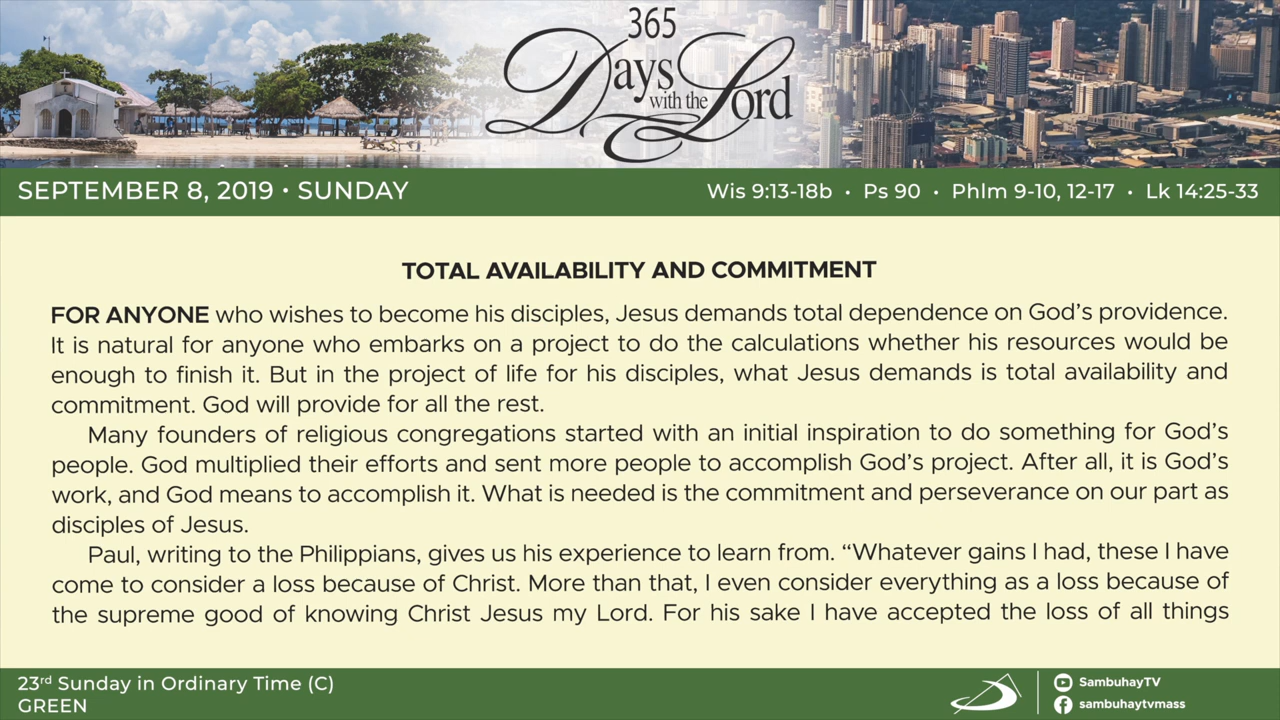 365
Days with the Lord
SEPTEMBER 8, 2019 • SUNDAY
Wis 9:13-18b • Ps 90 • Phlm 9-10, 12-17 • Lk 14:25-33
TOTAL AVAILABILITY AND COMMITMENT
FOR ANYONE who wishes to become his disciples, Jesus demands total dependence on God's providence.
It is natural for anyone who embarks on a project to do the calculations whether his resources would be
enough to finish it. But in the project of life for his disciples, what Jesus demands is total availability and
commitment. God will provide for all the rest.
Many founders of religious congregations started with an initial inspiration to do something for God's
people. God multiplied their efforts and sent more people to accomplish God's project. After all, it is God's
work, and God means to accomplish it. What is needed is the commitment and perseverance on our part as
disciples of Jesus.
Paul, writing to the Philippians, gives us his experience to learn from. “Whatever gains I had, these I have
come to consider a loss because of Christ. More than that, I even consider everything as a loss because of
the supreme good of knowing Christ Jesus my Lord. For his sake I have accepted the loss of all things
23rd Sunday in Ordinary Time (C)
GREEN
SambuhayTV
sambuhaytvmass